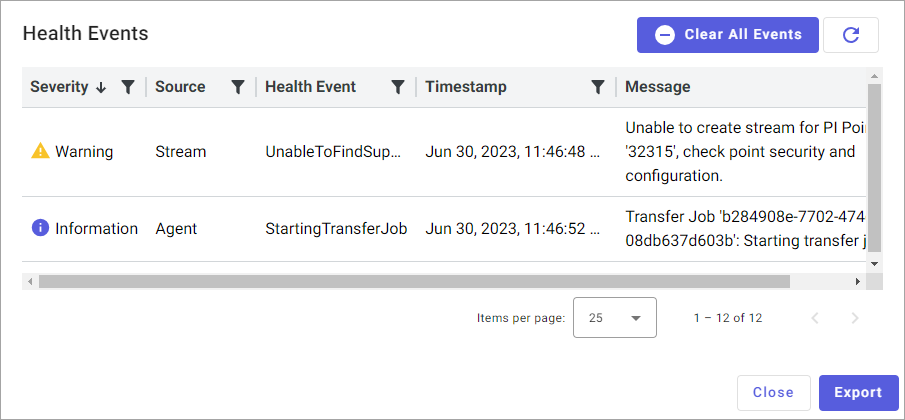 Health Events
Clear All Events
Severity Source Health Event Timestamp Message
Warning Stream UnableToFindSup... Jun 30, 2023, 11:46:48 ... Unable to create stream for PI Poi
'32315', check point security and
configuration.
Information Agent StartingTransferJob Jun 30, 2023, 11:46:52 ... Transfer Job 'b284908e-7702-474
08db637d603b': Starting transfer j
Items per page: 25 1 – 12 of 12
Close Export